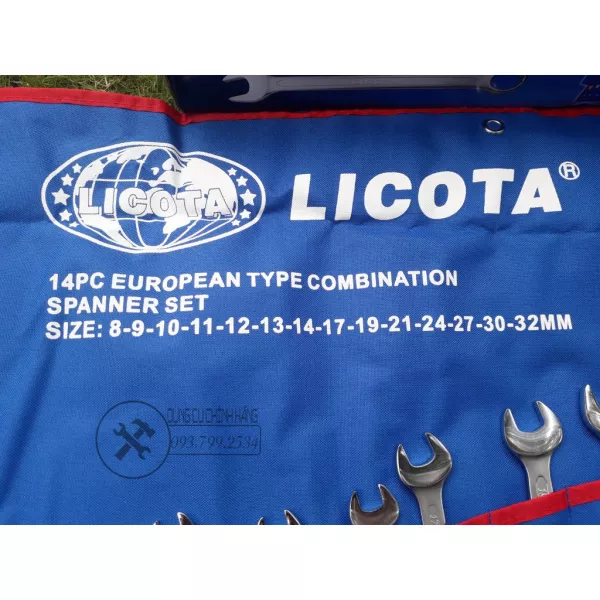 LICOTA
LICOTA®
14PC EUROPEAN TYPE COMBINATION
SPANNER SET
SIZE: 8-9-10-11-12-13-14-17-19-21-24-27-30-32MM
DUNGCUCHINHHANG
093.799.2534